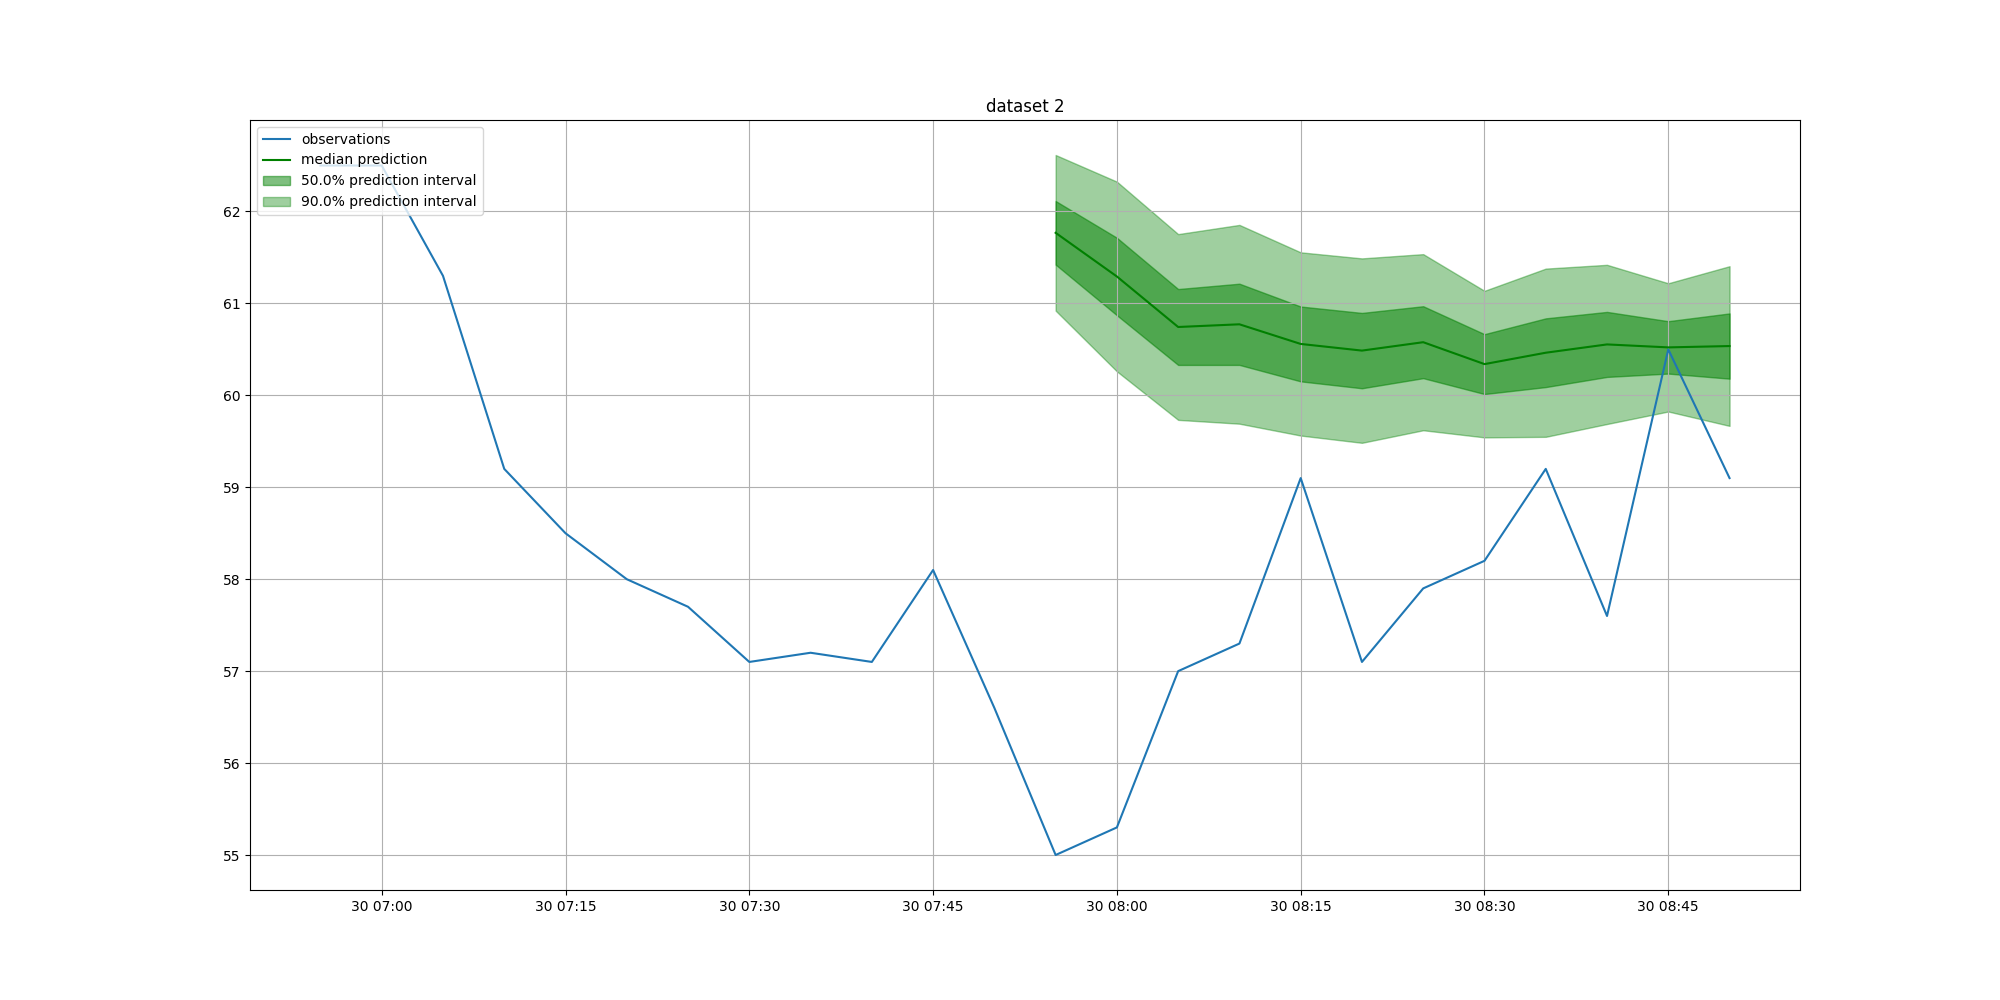 dataset 2
observations
median prediction
50.0% prediction interval
90.0% prediction interval
62
61
60
59
58
57
56
55
30 07:00 30 07:15 30 07:30 30 07:45 30 08:00 30 08:15 30 08:30 30 08:45